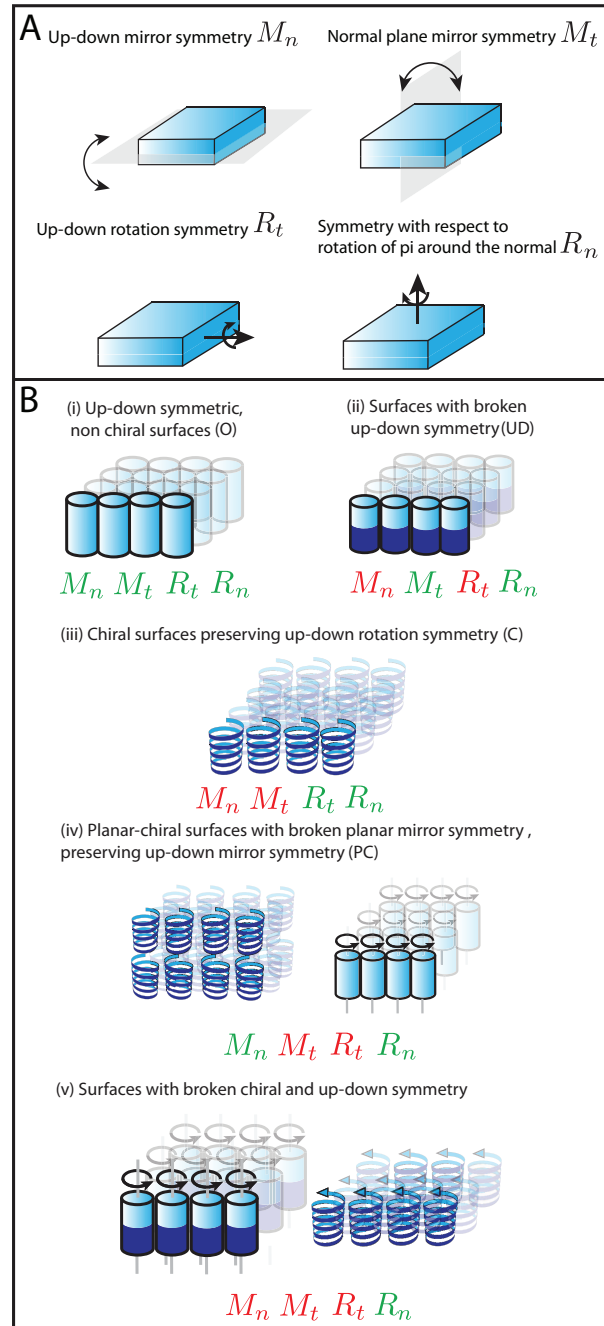 A
Up-down mirror symmetry M_n
Normal plane mirror symmetry M_t
Up-down rotation symmetry R_t
Symmetry with respect to
rotation of pi around the normal R_n
B
(i) Up-down symmetric,
non chiral surfaces (O)
(ii) Surfaces with broken
up-down symmetry(UD)
M_n M_t R_t R_n
M_n M_t R_t R_n
(iii) Chiral surfaces preserving up-down rotation symmetry (C)
M_n M_t R_t R_n
(iv) Planar-chiral surfaces with broken planar mirror symmetry ,
preserving up-down mirror symmetry (PC)
M_n M_t R_t R_n
(v) Surfaces with broken chiral and up-down symmetry
M_n M_t R_t R_n